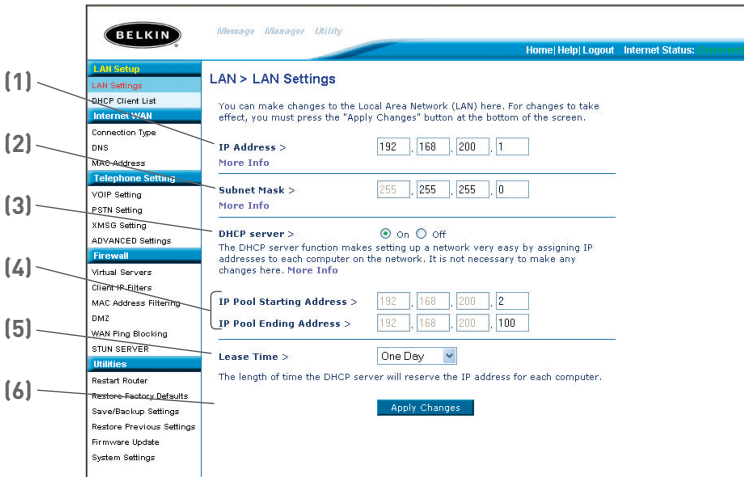 BELKIN
Message Manager Utility
Home| Help| Logout Internet Status:
(1)
(2)
(3)
(4)
(5)
(6)
LAN Setup
LAN Settings
DHCP Client List
Internet WAN
Connection Type
DNS
MAC Address
Telephone Setting
VOIP Setting
PSTN Setting
XMSG Setting
ADVANCED Settings
Firewall
Virtual Servers
Client IP Filters
MAC Address Filtering
DMZ
WAN Ping Blocking
STUN SERVER
Utilities
Restart Router
Restore Factory Defaults
Save/Backup Settings
Restore Previous Settings
Firmware Update
System Settings
LAN > LAN Settings
You can make changes to the Local Area Network (LAN) here. For changes to take
effect, you must press the "Apply Changes" button at the bottom of the screen.
IP Address > 192 . 168 . 200 . 1
More Info
Subnet Mask > 255 . 255 . 255 . 0
More Info
DHCP server > On Off
The DHCP server function makes setting up a network very easy by assigning IP
addresses to each computer on the network. It is not necessary to make any
changes here. More Info
IP Pool Starting Address > 192 . 168 . 200 . 2
IP Pool Ending Address > 192 . 168 . 200 . 100
Lease Time > One Day
The length of time the DHCP server will reserve the IP address for each computer.
Apply Changes